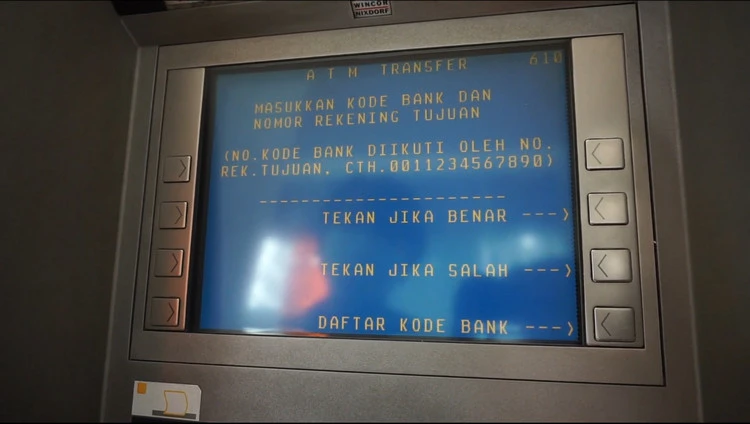 WINCOR
NIXDORF
610
A T M TRANSFER
MASUKKAN KODE BANK DAN
NOMOR REKENING TUJUAN
(NO.KODE BANK DIIKUTI OLEH NO.
REK.TUJUAN, CTH.0011234567890)
---------------------
TEKAN JIKA BENAR --->
TEKAN JIKA SALAH --->
DAFTAR KODE BANK --->